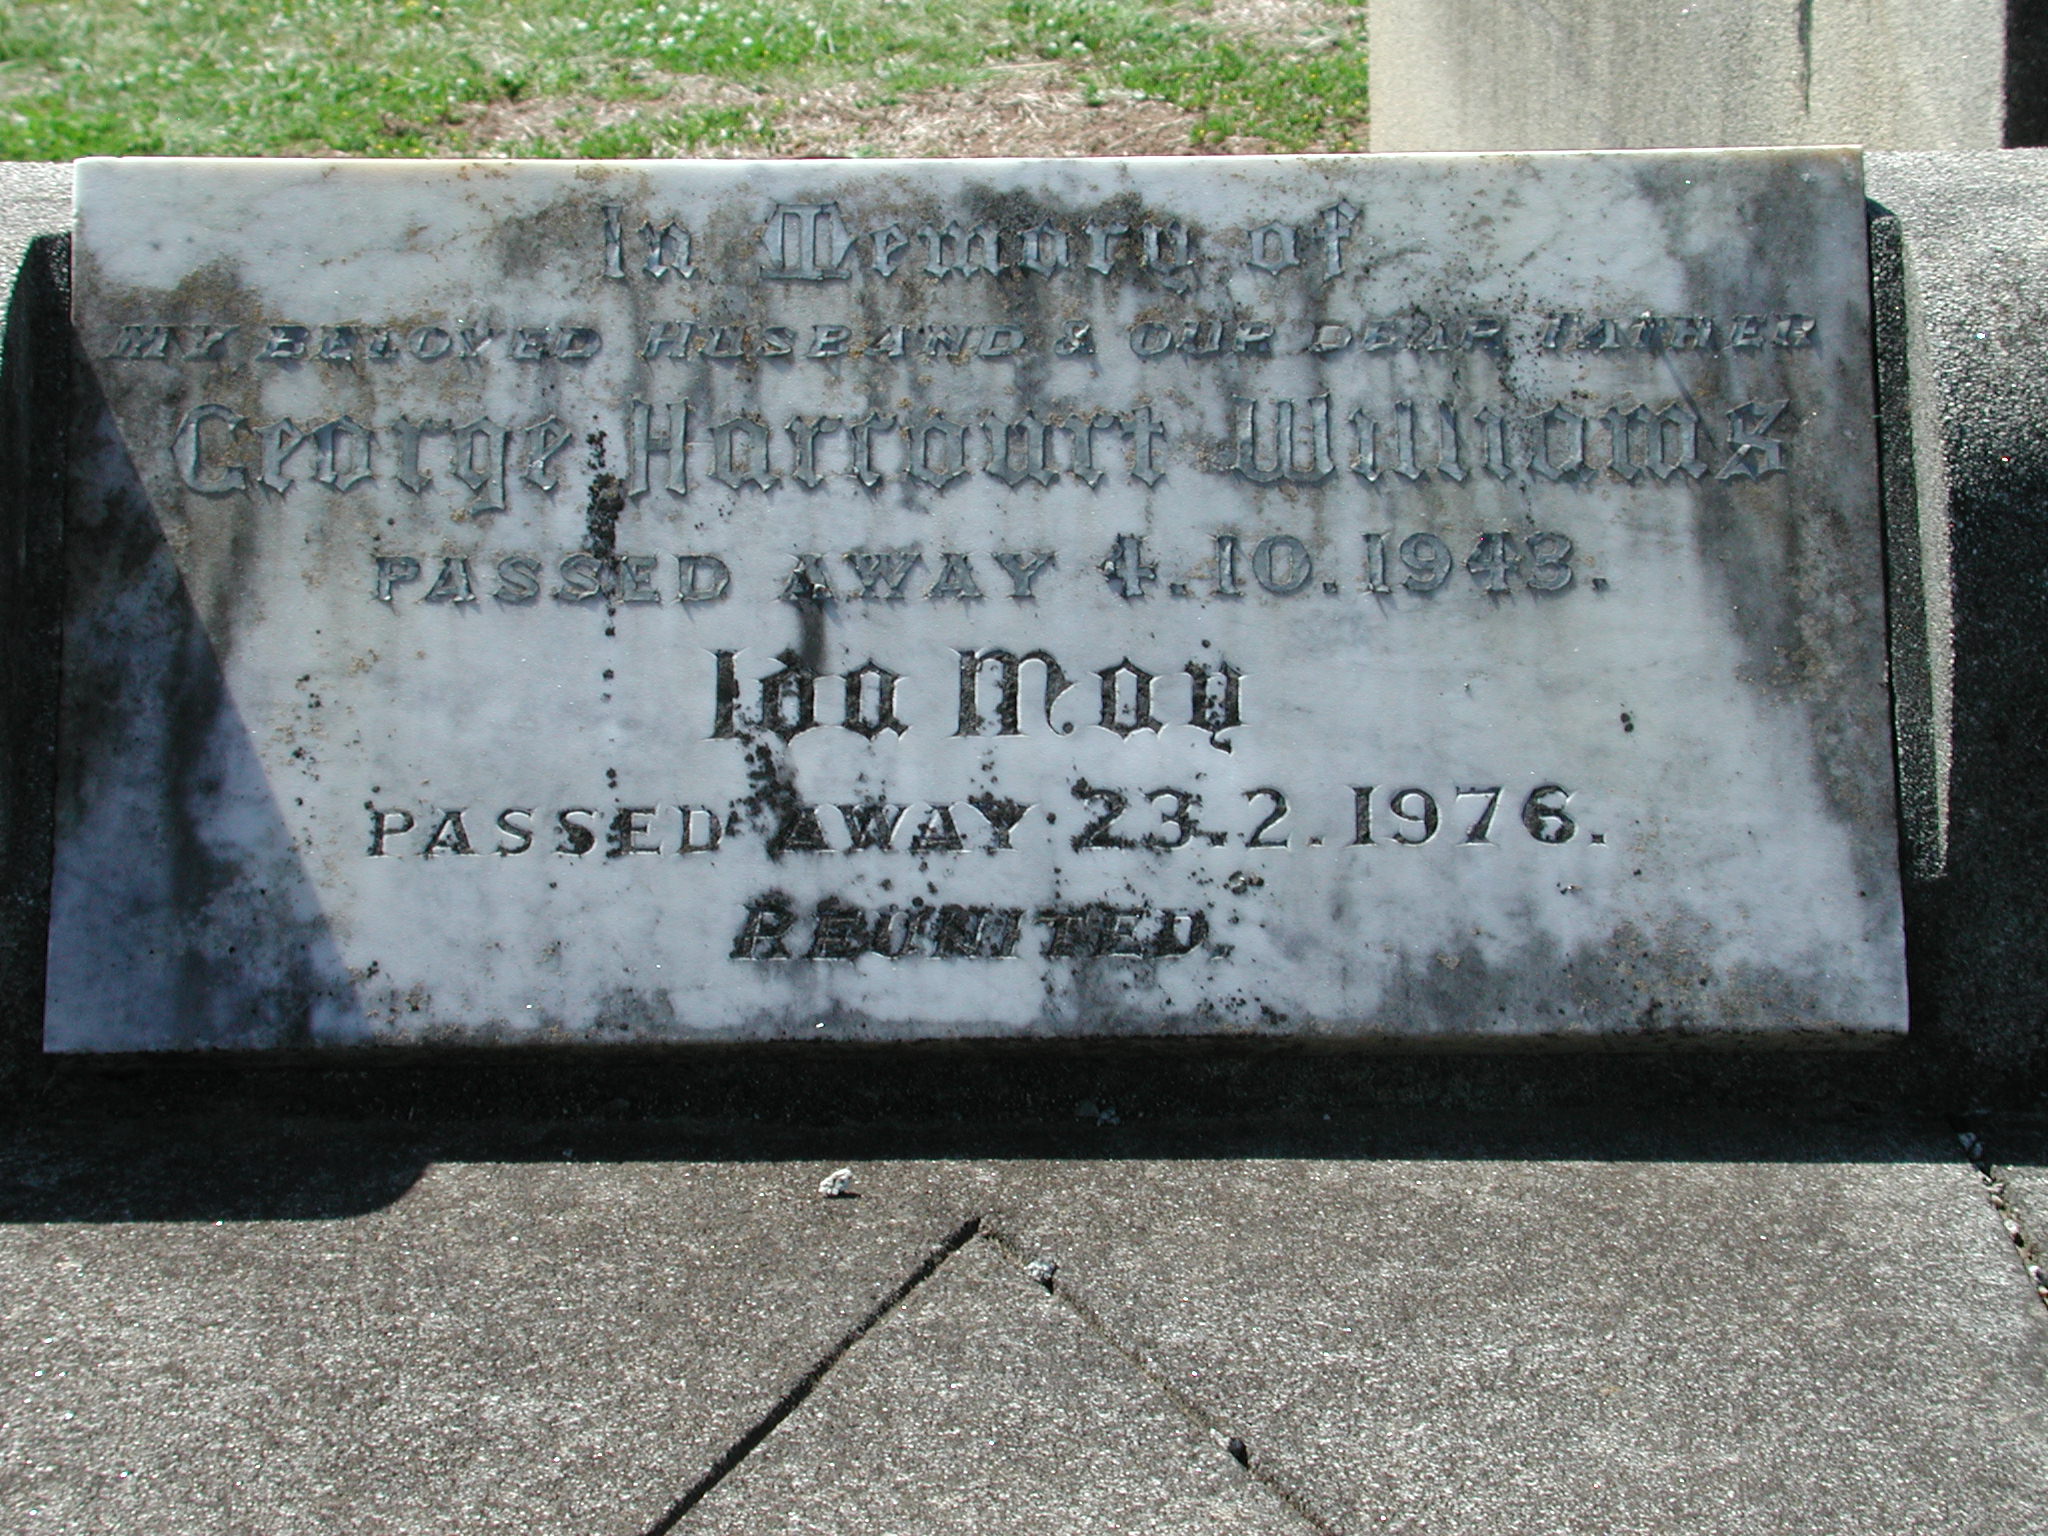 In Memory of
MY BELOVED HUSBAND & OUR DEAR FATHER
George Harcourt Williams
PASSED AWAY 4.10.1943.
Ida May
PASSED AWAY 23.2.1976.
REUNITED.